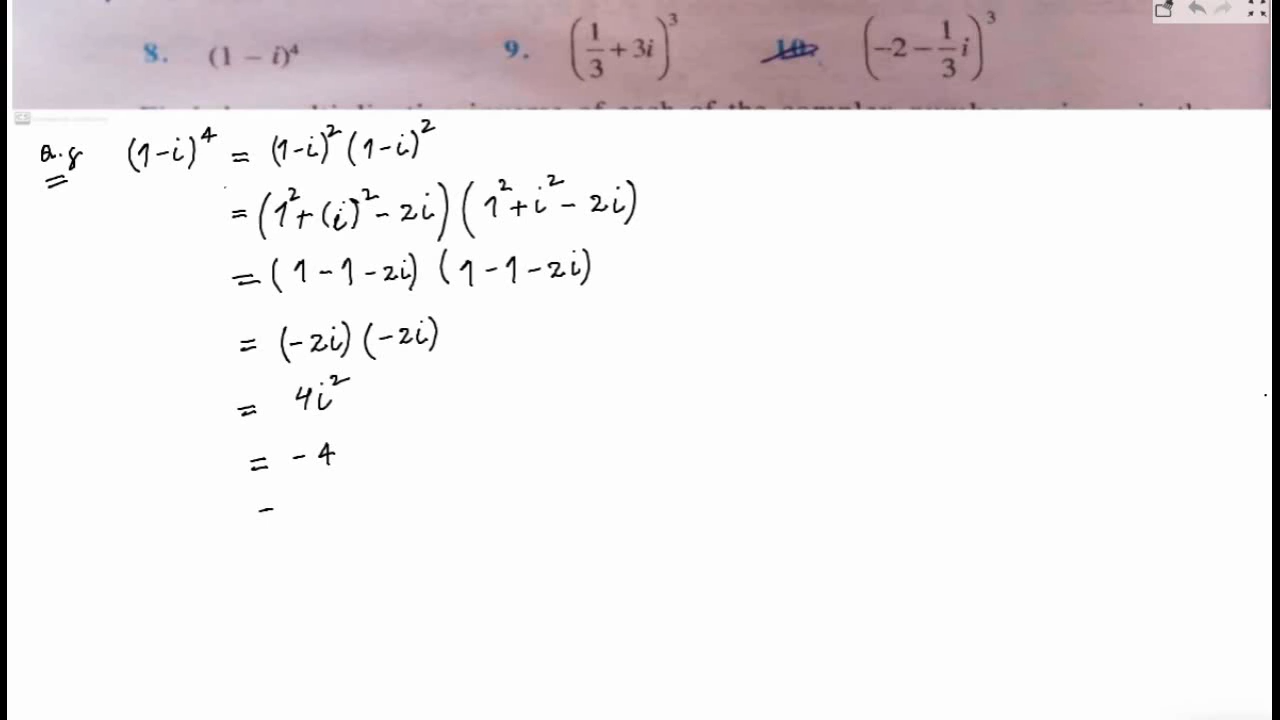 8. (1 − i)⁴ 9. (1/3 + 3i)³ 10. (−2 − 1/3 i)³
Q.8 (1-i)⁴ = (1-i)² (1-i)²
= (1² + (i)² - 2i) (1² + i² - 2i)
= (1 - 1 - 2i) (1 - 1 - 2i)
= (-2i) (-2i)
= 4i²
= -4
-